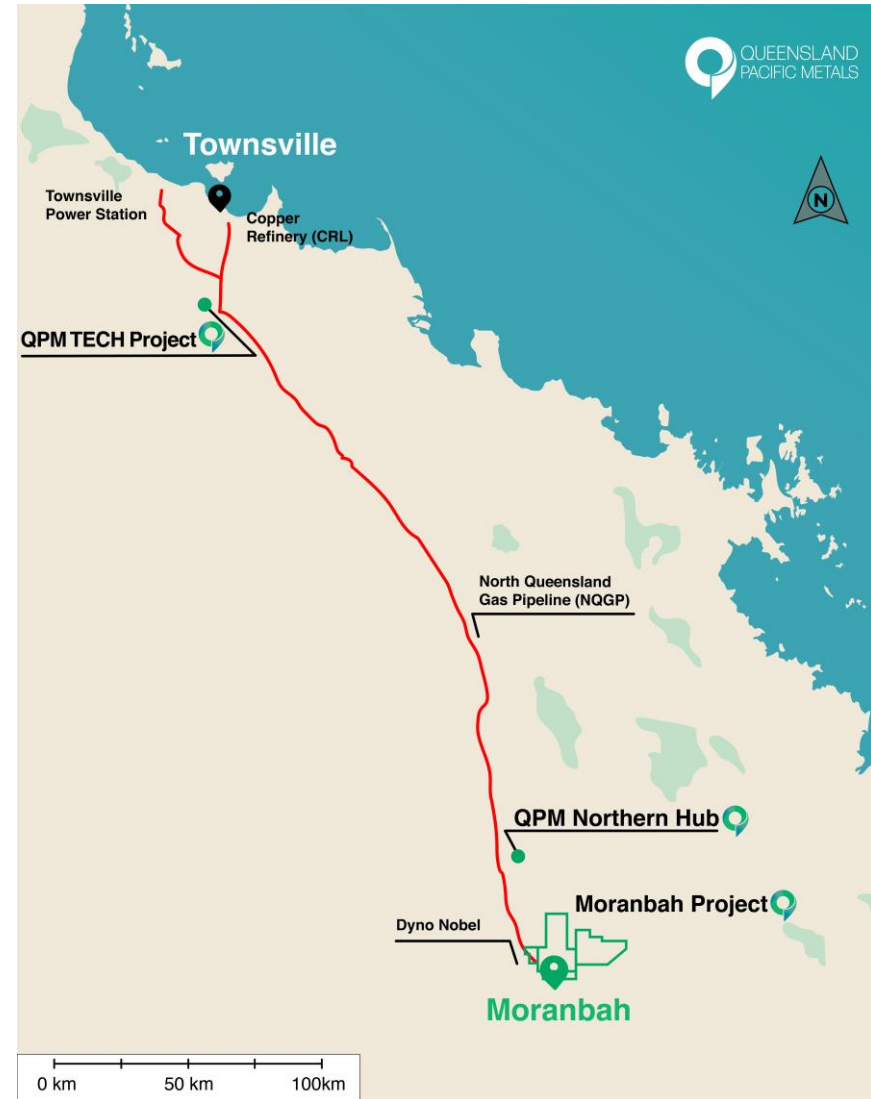 QUEENSLAND
PACIFIC METALS
Townsville
N
Townsville
Power Station
Copper
Refinery (CRL)
QPM TECH Project
North Queensland
Gas Pipeline (NQGP)
QPM Northern Hub
Moranbah Project
Dyno Nobel
Moranbah
0 km 50 km 100km